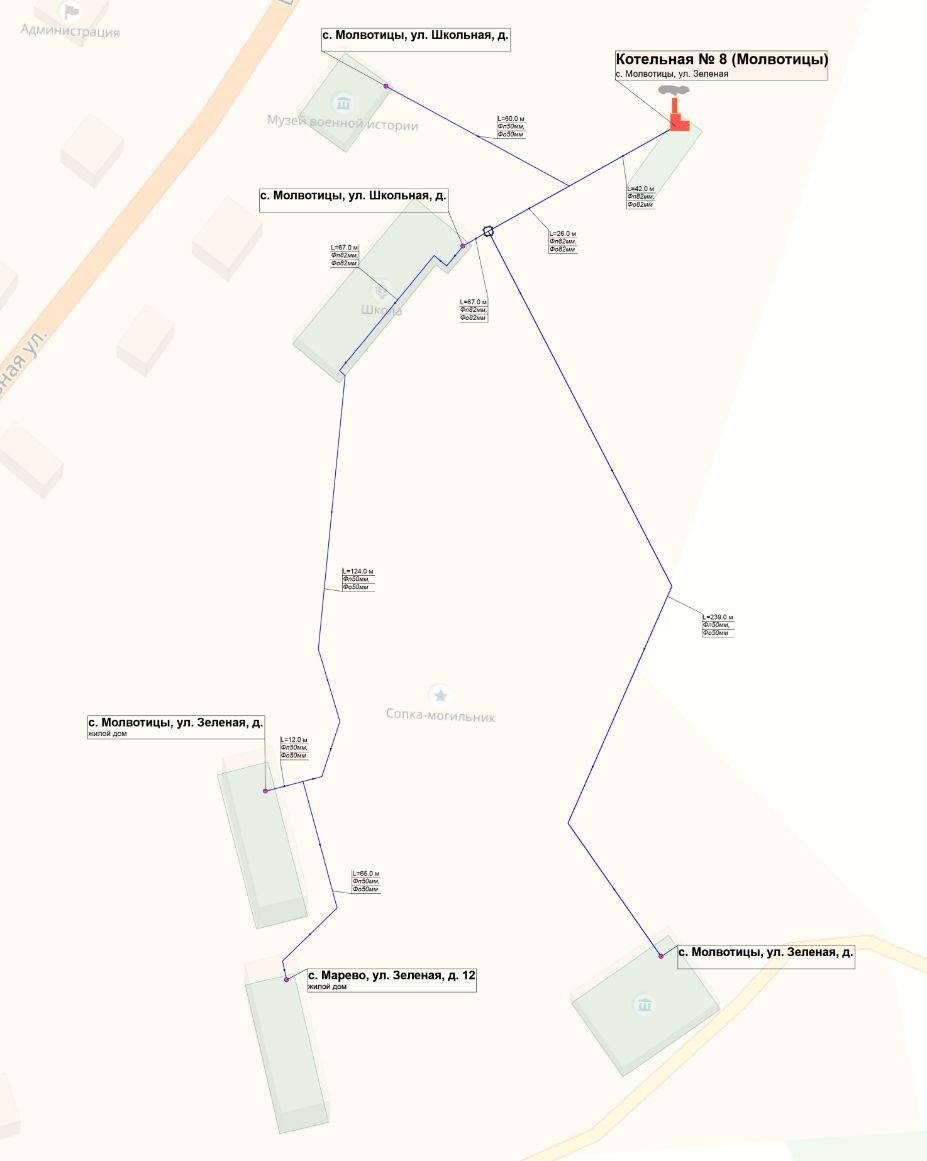 Администрация
с. Молвотицы, ул. Школьная, д.
Котельная № 8 (Молвотицы)
с. Молвотицы, ул. Зеленая
Музей военной истории
L=60.0 м
Фп50мм,
Фо50мм
L=42.0 м
Фп82мм,
Фо82мм
с. Молвотицы, ул. Школьная, д.
L=26.0 м
Фп82мм,
Фо82мм
L=67.0 м
Фп82мм,
Фо82мм
L=67.0 м
Фп82мм,
Фо82мм
Школа
ная ул.
L=124.0 м
Фп50мм,
Фо50мм
L=239.0 м
Фп50мм,
Фо50мм
Сопка-могильник
с. Молвотицы, ул. Зеленая, д.
жилой дом
L=12.0 м
Фп50мм,
Фо50мм
L=66.0 м
Фп50мм,
Фо50мм
с. Молвотицы, ул. Зеленая, д.
с. Марево, ул. Зеленая, д. 12
жилой дом